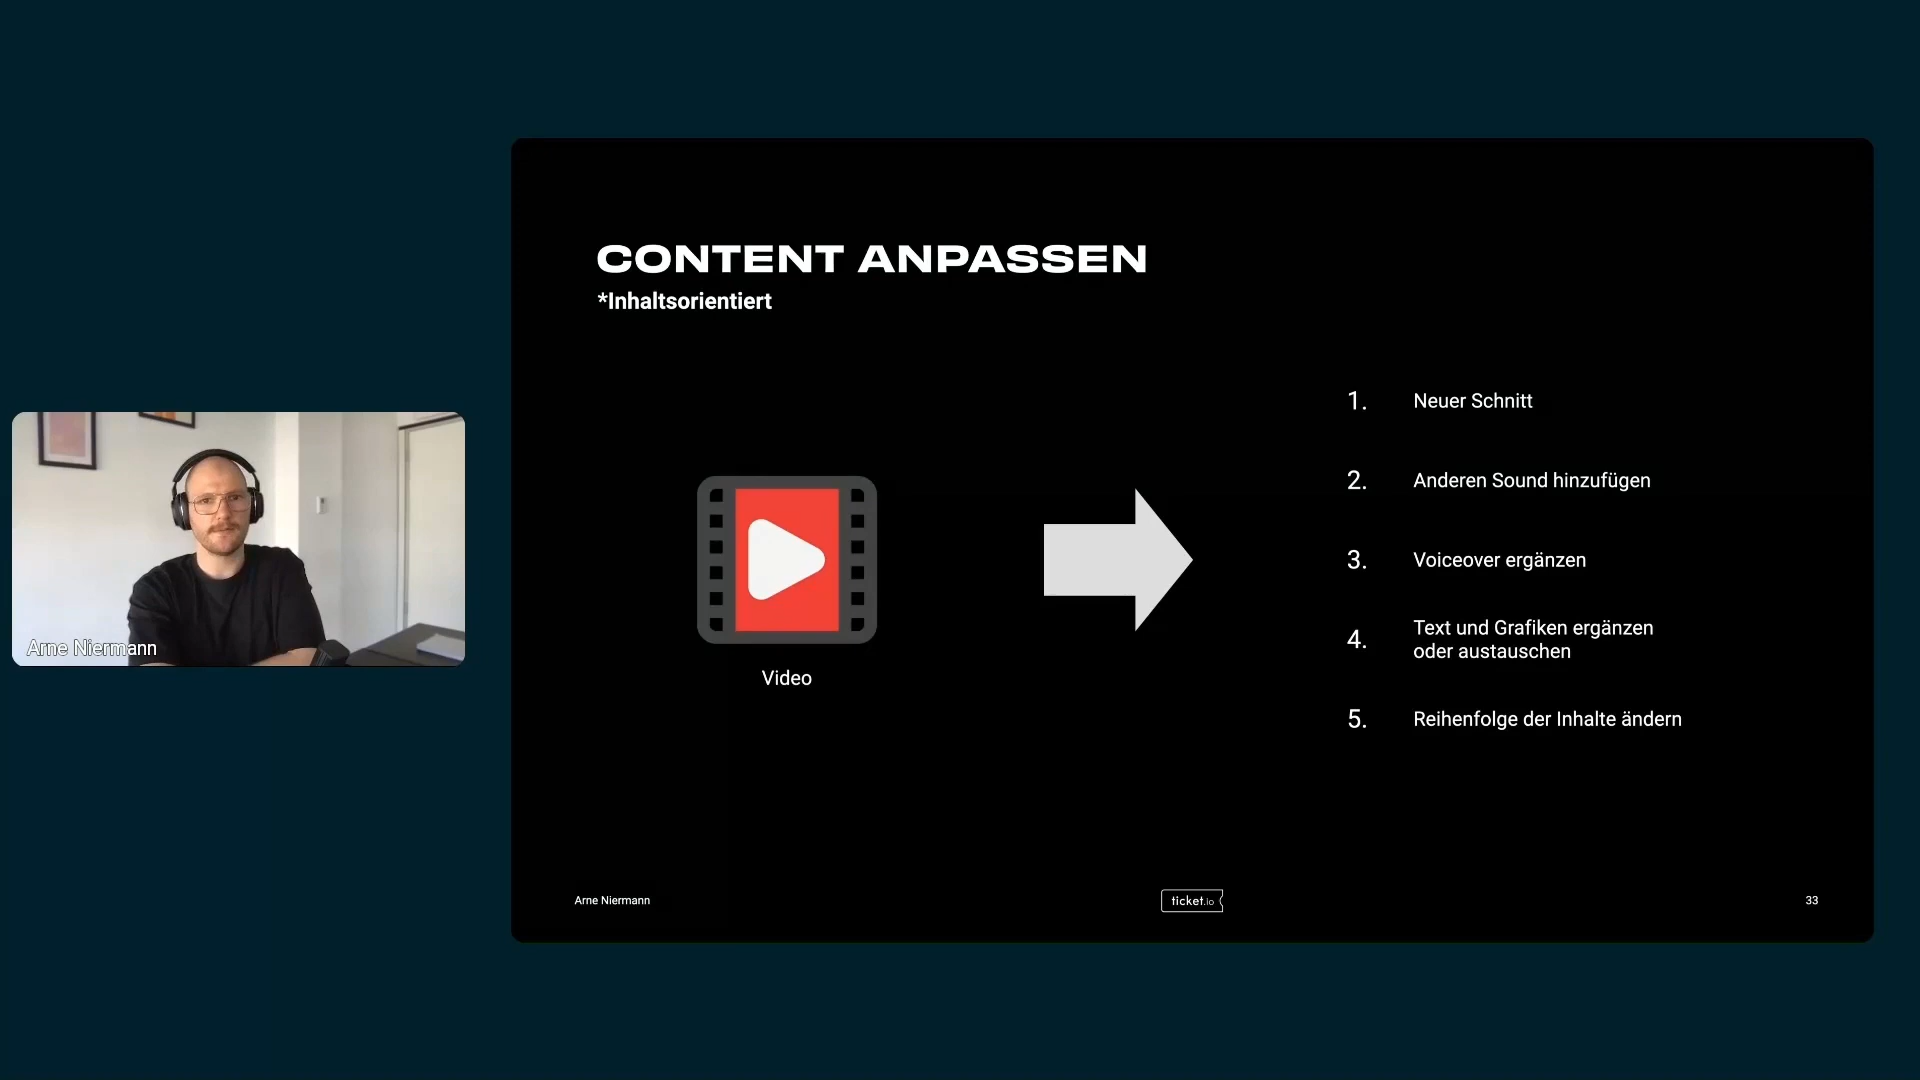 CONTENT ANPASSEN
*Inhaltsorientiert
Video
1. Neuer Schnitt
2. Anderen Sound hinzufügen
3. Voiceover ergänzen
4. Text und Grafiken ergänzen
oder austauschen
5. Reihenfolge der Inhalte ändern
Arne Niermann
Arne Niermann
ticket.io
33